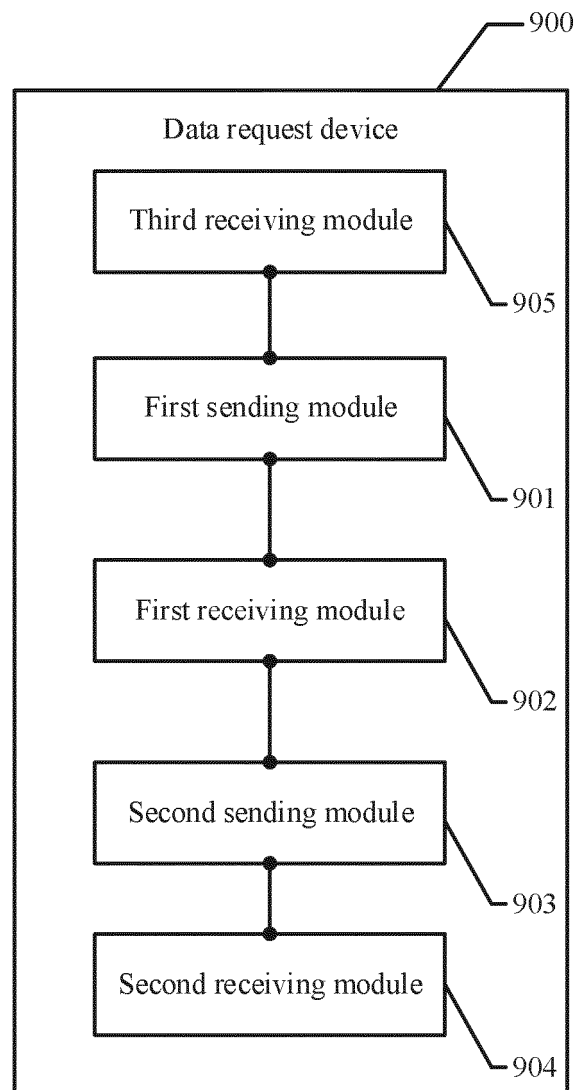 900
Data request device
Third receiving module
905
First sending module
901
First receiving module
902
Second sending module
903
Second receiving module
904